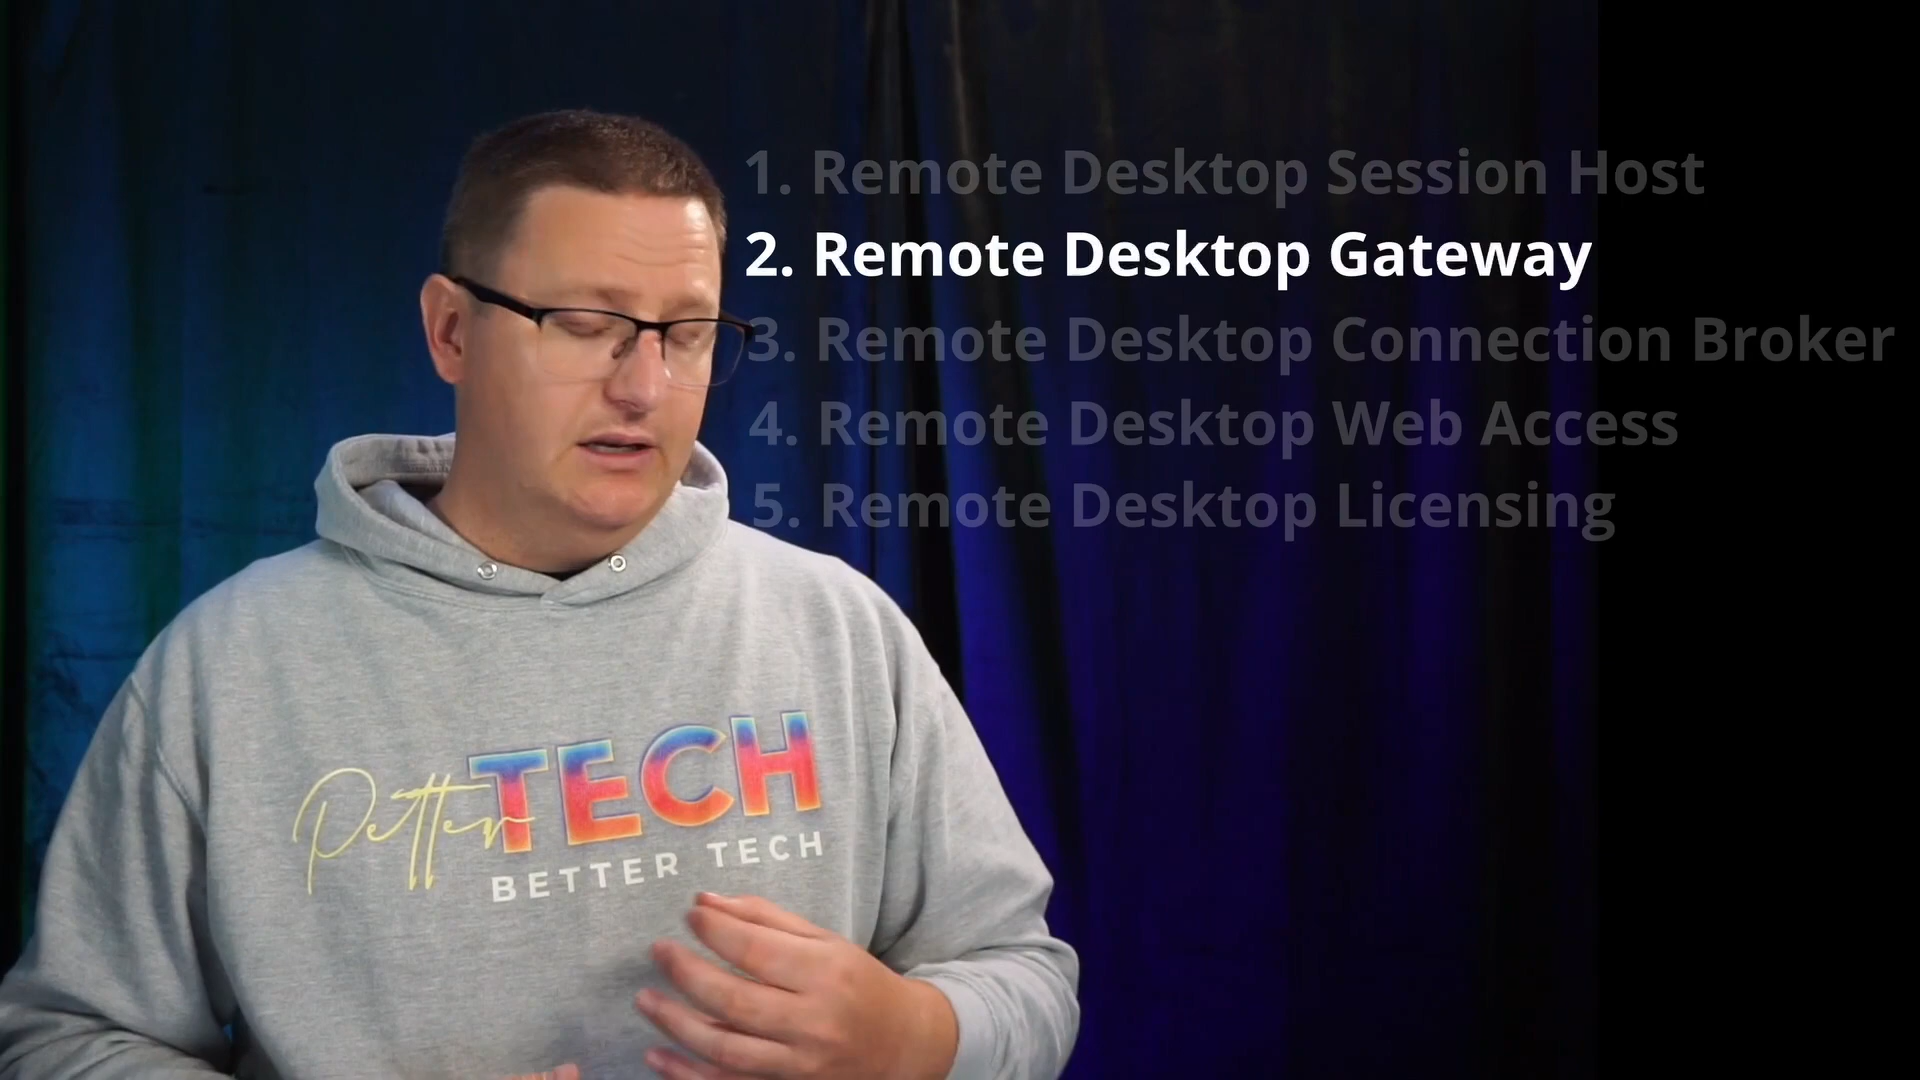 1. Remote Desktop Session Host
2. Remote Desktop Gateway
3. Remote Desktop Connection Broker
4. Remote Desktop Web Access
5. Remote Desktop Licensing
Petter TECH
BETTER TECH